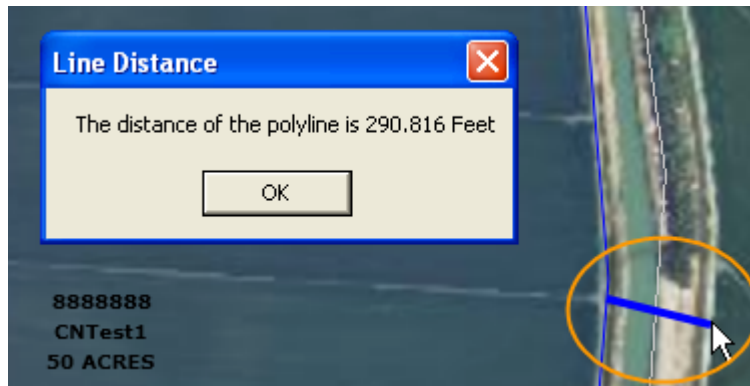 Line Distance
The distance of the polyline is 290.816 Feet
OK
8888888
CNTest1
50 ACRES